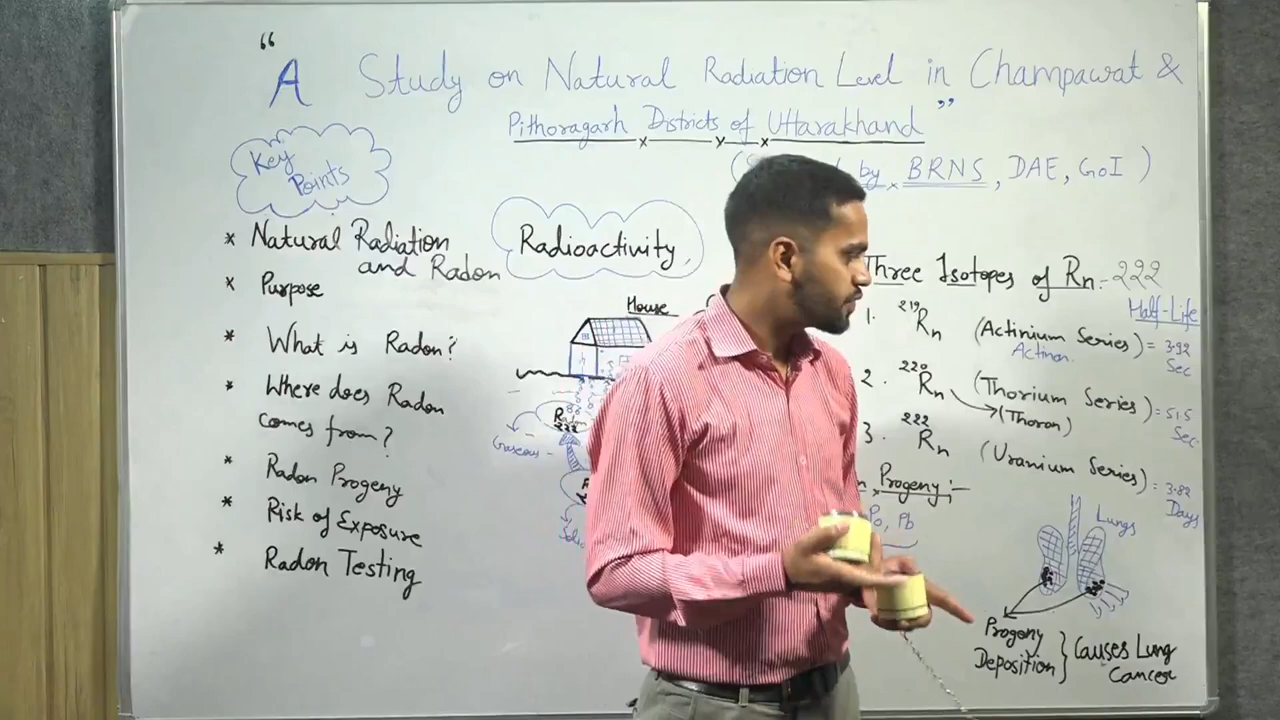 “
A Study on Natural Radiation Level in Champawat &
Pithoragarh Districts of Uttarakhand ”
by BRNS, DAE, GoI )
Key
Points
* Natural Radiation
and Radon
* Purpose
* What is Radon?
* Where does Radon
comes from?
* Radon Progeny
* Risk of Exposure
* Radon Testing
Radioactivity
House
222
Gaseous
Three Isotopes of Rn - 222
Half-Life
1. 219Rn (Actinium Series) = 3.92
Actinon
Sec
2. 220Rn (Thorium Series) = 51.5
(Thoron)
Sec
3. 222Rn (Uranium Series) = 3.82
Days
Progeny :-
Po, Pb
Lungs
Progeny
Deposition } Causes Lung
Cancer